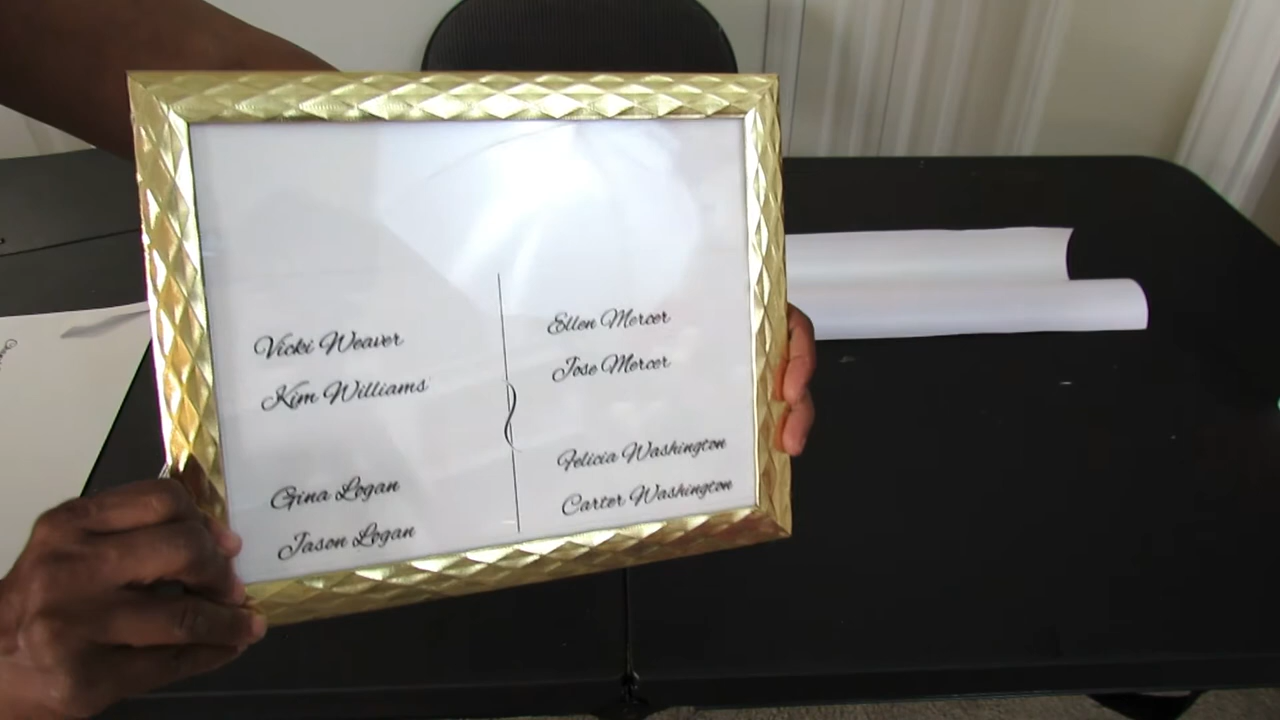 Vicki Weaver
Kim Williams
Gina Logan
Jason Logan
Ellen Mercer
Jose Mercer
Felicia Washington
Carter Washington